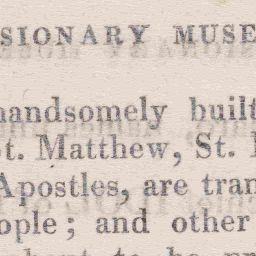 SIONARY MUSE
handsomely built
t. Matthew, St.
Apostles, are tran
ople; and other